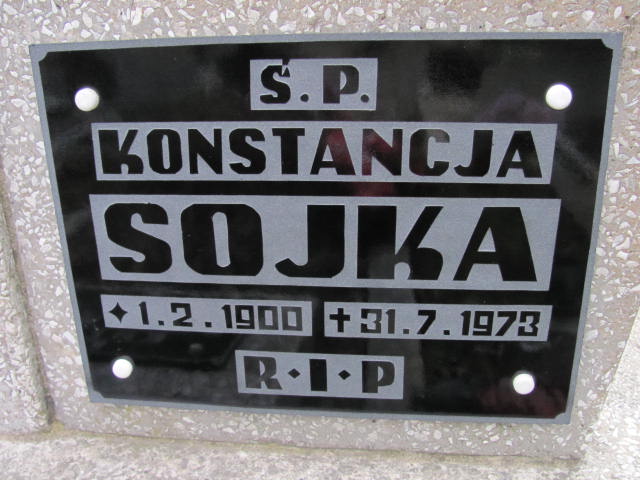 Ś.P.
KONSTANCJA
SOJKA
✦1.2.1900 ✝31.7.1973
R·I·P